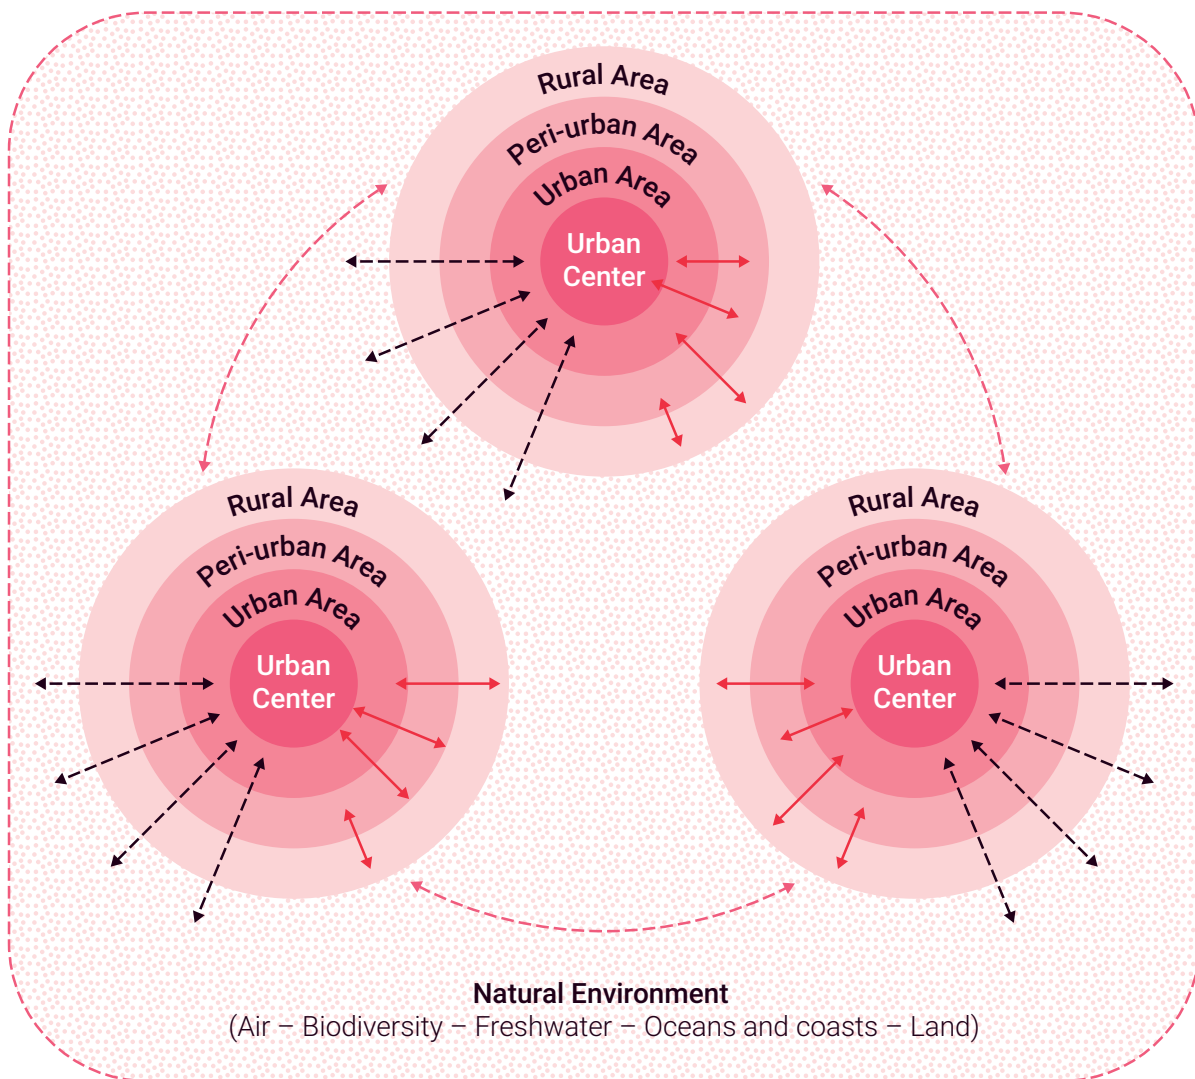 Rural Area
Peri-urban Area
Urban Area
Urban
Center
Rural Area
Peri-urban Area
Urban Area
Urban
Center
Rural Area
Peri-urban Area
Urban Area
Urban
Center
Natural Environment
(Air – Biodiversity – Freshwater – Oceans and coasts – Land)